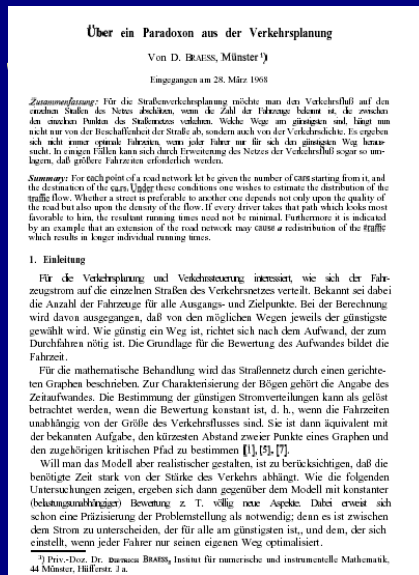 Über ein Paradoxon aus der Verkehrsplanung
Von D. BRAESS, Münster ¹)
Eingegangen am 28. März 1968
Zusammenfassung: Für die Straßenverkehrsplanung möchte man den Verkehrsfluß auf den
einzelnen Straßen des Netzes abschätzen, wenn die Zahl der Fahrzeuge bekannt ist, die zwischen
den einzelnen Punkten des Straßennetzes verkehren. Welche Wege am günstigsten sind, hängt nun
nicht nur von der Beschaffenheit der Straße ab, sondern auch von der Verkehrsdichte. Es ergeben
sich nicht immer optimale Fahrzeiten, wenn jeder Fahrer nur für sich den günstigsten Weg heraus-
sucht. In einigen Fällen kann sich durch Erweiterung des Netzes der Verkehrsfluß sogar so um-
lagern, daß größere Fahrzeiten erforderlich werden.
Summary: For each point of a road network let be given the number of cars starting from it, and
the destination of the cars. Under these conditions one wishes to estimate the distribution of the
traffic flow. Whether a street is preferable to another one depends not only upon the quality of
the road but also upon the density of the flow. If every driver takes that path which looks most
favorable to him, the resultant running times need not be minimal. Furthermore it is indicated
by an example that an extension of the road network may cause a redistribution of the traffic
which results in longer individual running times.
1. Einleitung
Für die Verkehrsplanung und Verkehrssteuerung interessiert, wie sich der Fahr-
zeugstrom auf die einzelnen Straßen des Verkehrsnetzes verteilt. Bekannt sei dabei
die Anzahl der Fahrzeuge für alle Ausgangs- und Zielpunkte. Bei der Berechnung
wird davon ausgegangen, daß von den möglichen Wegen jeweils der günstigste
gewählt wird. Wie günstig ein Weg ist, richtet sich nach dem Aufwand, der zum
Durchfahren nötig ist. Die Grundlage für die Bewertung des Aufwandes bildet die
Fahrzeit.
Für die mathematische Behandlung wird das Straßennetz durch einen gerichte-
ten Graphen beschrieben. Zur Charakterisierung der Bögen gehört die Angabe des
Zeitaufwandes. Die Bestimmung der günstigen Stromverteilungen kann als gelöst
betrachtet werden, wenn die Bewertung konstant ist, d. h., wenn die Fahrzeiten
unabhängig von der Größe des Verkehrsflusses sind. Sie ist dann äquivalent mit
der bekannten Aufgabe, den kürzesten Abstand zweier Punkte eines Graphen und
den zugehörigen kritischen Pfad zu bestimmen [1], [5], [7].
Will man das Modell aber realistischer gestalten, ist zu berücksichtigen, daß die
benötigte Zeit stark von der Stärke des Verkehrs abhängt. Wie die folgenden
Untersuchungen zeigen, ergeben sich dann gegenüber dem Modell mit konstanter
(belastungsunabhängiger) Bewertung z. T. völlig neue Aspekte. Dabei erweist sich
schon eine Präzisierung der Problemstellung als notwendig; denn es ist zwischen
dem Strom zu unterscheiden, der für alle am günstigsten ist, und dem, der sich
einstellt, wenn jeder Fahrer nur seinen eigenen Weg optimalisiert.
¹) Priv.-Doz. Dr. DIETRICH BRAESS, Institut für numerische und instrumentelle Mathematik,
44 Münster, Hüfferstr. 1a.